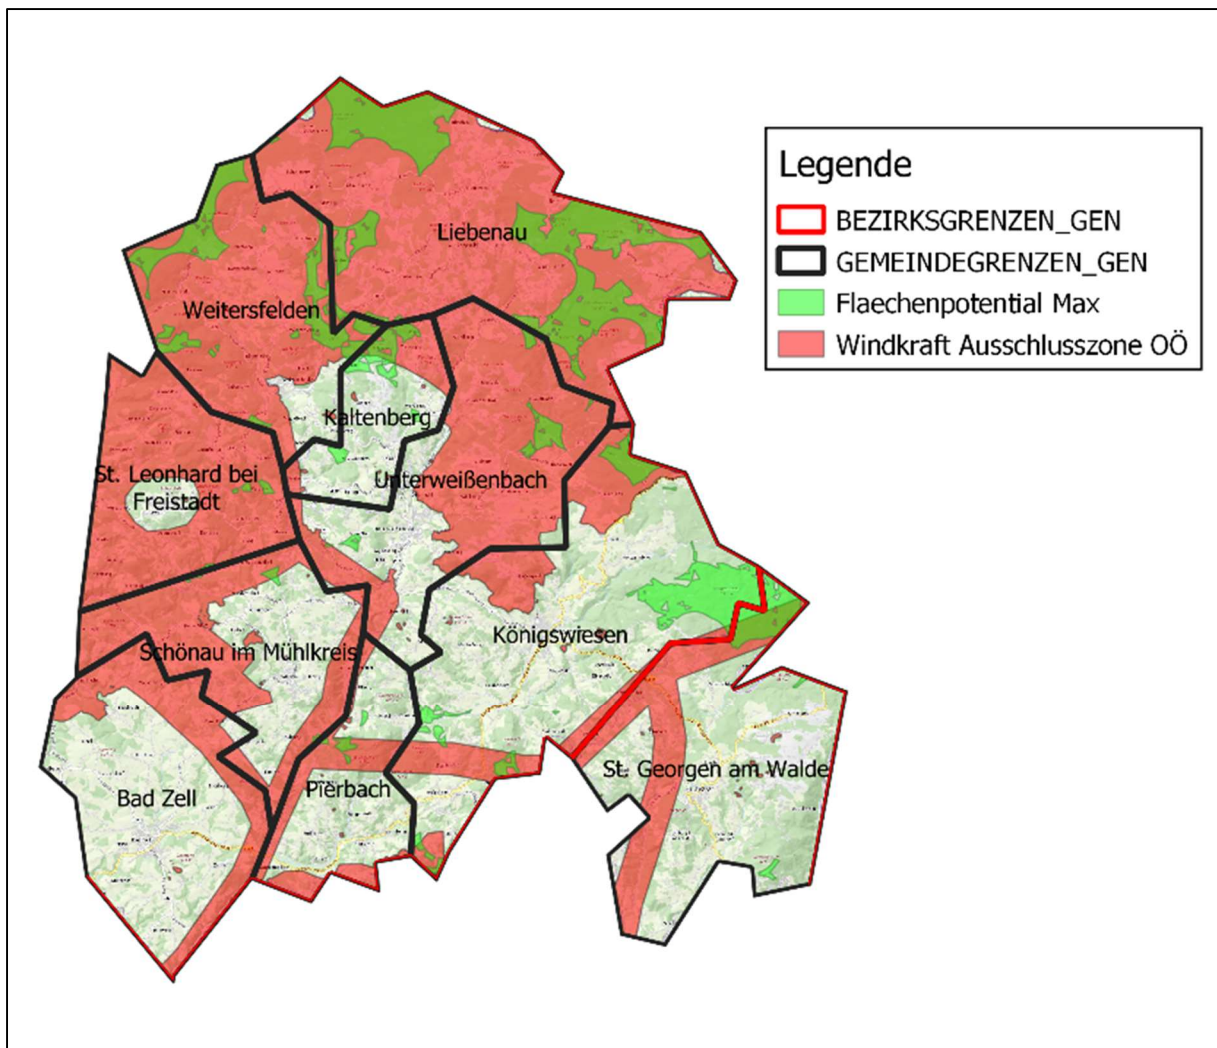 Legende
BEZIRKSGRENZEN_GEN
GEMEINDEGRENZEN_GEN
Flaechenpotential Max
Windkraft Ausschlusszone OÖ
Liebenau
Weitersfelden
Kaltenberg
St. Leonhard bei
Freistadt
Unterweißenbach
Königswiesen
Schönau im Mühlkreis
St. Georgen am Walde
Pierbach
Bad Zell